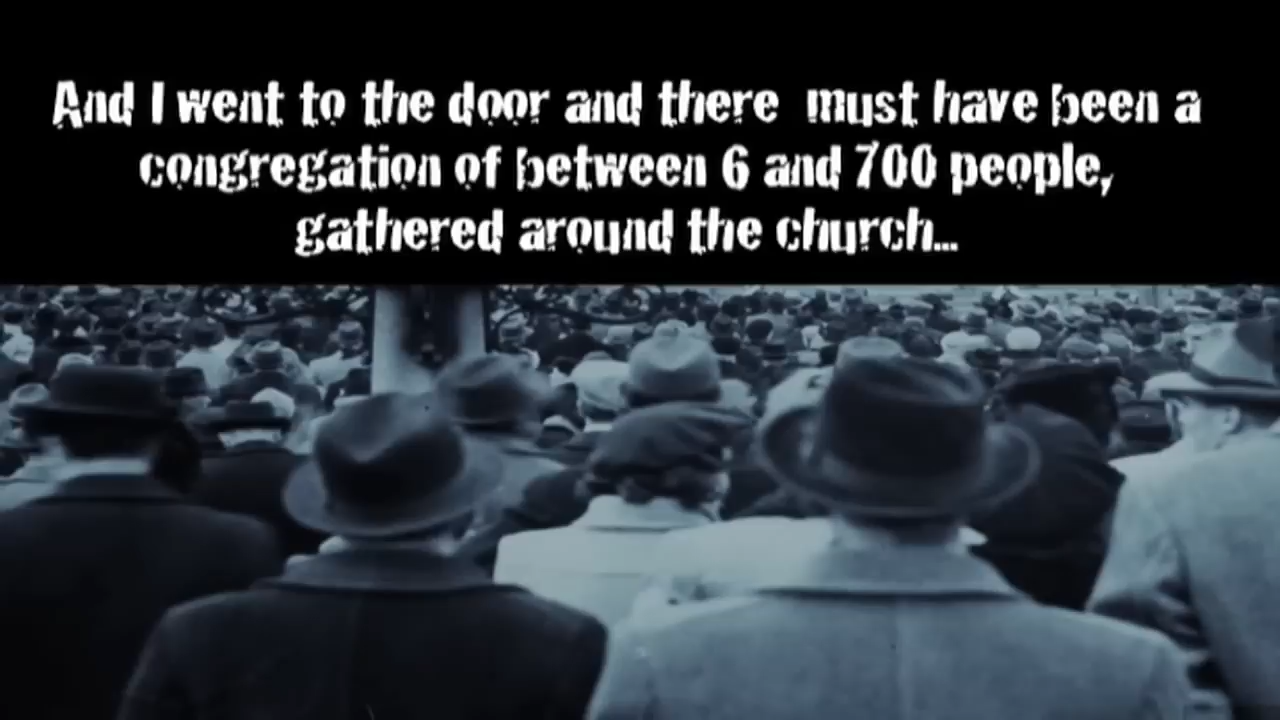 And I went to the door and there must have been a
congregation of between 6 and 700 people,
gathered around the church...